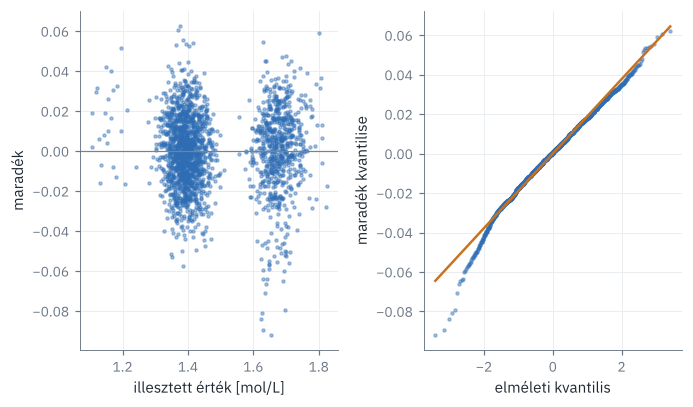 0.06
0.04
0.02
0.00
−0.02
−0.04
−0.06
−0.08
1.2 1.4 1.6 1.8
maradék
illesztett érték [mol/L]
0.06
0.04
0.02
0.00
−0.02
−0.04
−0.06
−0.08
−2 0 2
maradék kvantilise
elméleti kvantilis